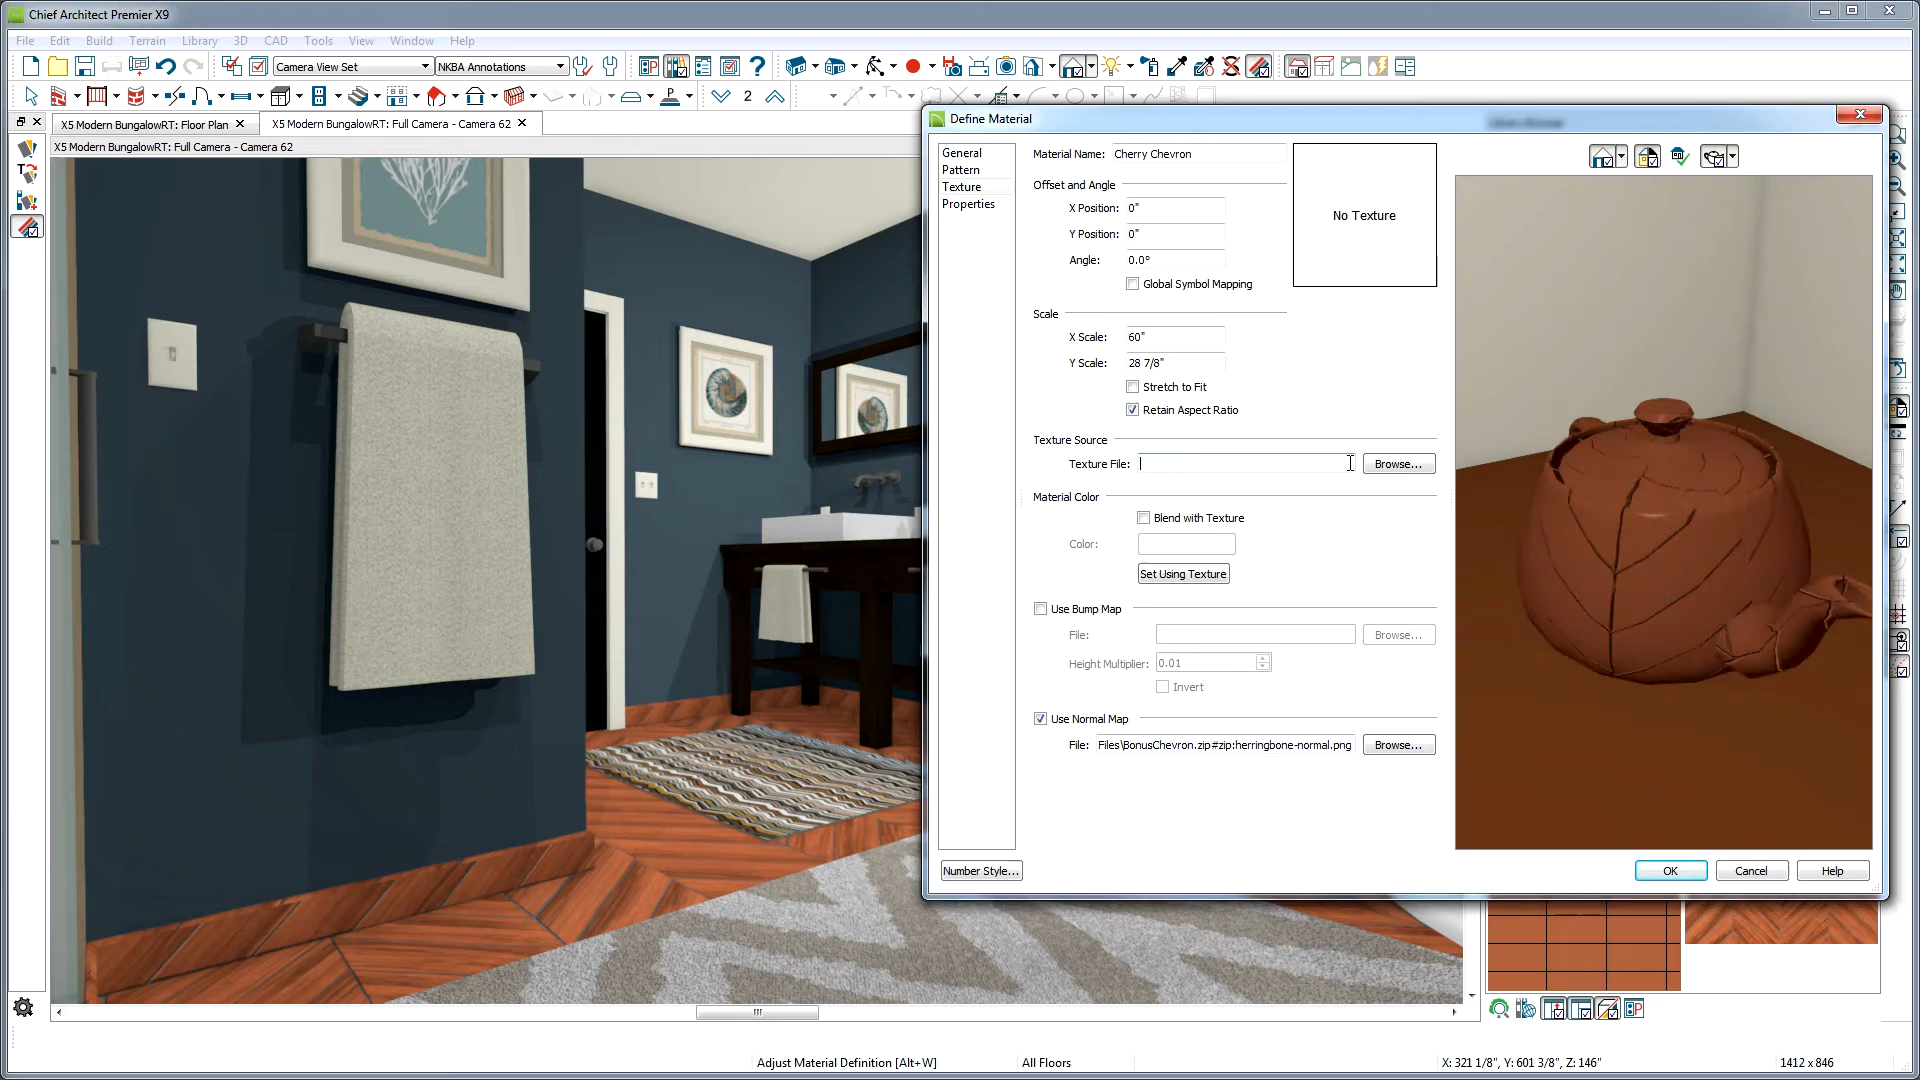 Chief Architect Premier X9
File Edit Build Terrain Library 3D CAD Tools View Window Help
Camera View Set
NKBA Annotations
2
X5 Modern BungalowRT: Floor Plan
X5 Modern BungalowRT: Full Camera - Camera 62
X5 Modern BungalowRT: Full Camera - Camera 62
Define Material
General
Pattern
Texture
Properties
Material Name: Cherry Chevron
No Texture
Offset and Angle
X Position: 0"
Y Position: 0"
Angle: 0.0°
Global Symbol Mapping
Scale
X Scale: 60"
Y Scale: 28 7/8"
Stretch to Fit
Retain Aspect Ratio
Texture Source
Texture File:
Browse...
Material Color
Blend with Texture
Color:
Set Using Texture
Use Bump Map
File:
Browse...
Height Multiplier: 0.01
Invert
Use Normal Map
File: Files\BonusChevron.zip#zip:herringbone-normal.png
Browse...
Number Style...
OK
Cancel
Help
Adjust Material Definition [Alt+W]
All Floors
X: 321 1/8", Y: 601 3/8", Z: 146"
1412 x 846